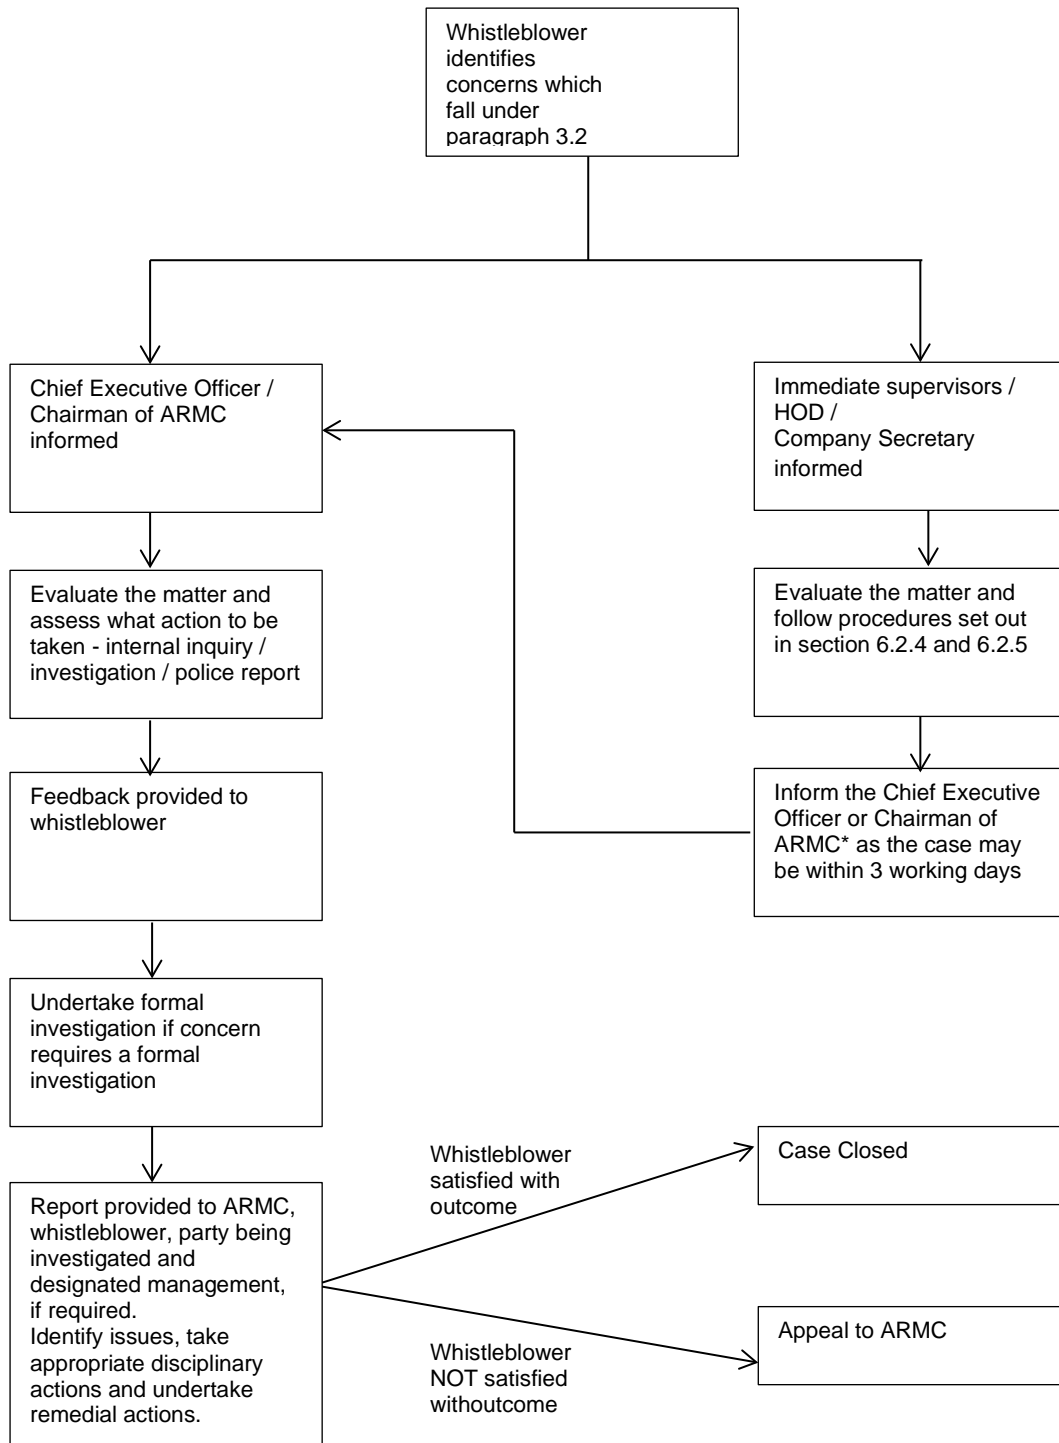 Whistleblower
identifies
concerns which
fall under
paragraph 3.2
Chief Executive Officer /
Chairman of ARMC
informed
Immediate supervisors /
HOD /
Company Secretary
informed
Evaluate the matter and
assess what action to be
taken - internal inquiry /
investigation / police report
Evaluate the matter and
follow procedures set out
in section 6.2.4 and 6.2.5
Feedback provided to
whistleblower
Inform the Chief Executive
Officer or Chairman of
ARMC* as the case may
be within 3 working days
Undertake formal
investigation if concern
requires a formal
investigation
Report provided to ARMC,
whistleblower, party being
investigated and
designated management,
if required.
Identify issues, take
appropriate disciplinary
actions and undertake
remedial actions.
Whistleblower
satisfied with
outcome
Case Closed
Whistleblower
NOT satisfied
withoutcome
Appeal to ARMC